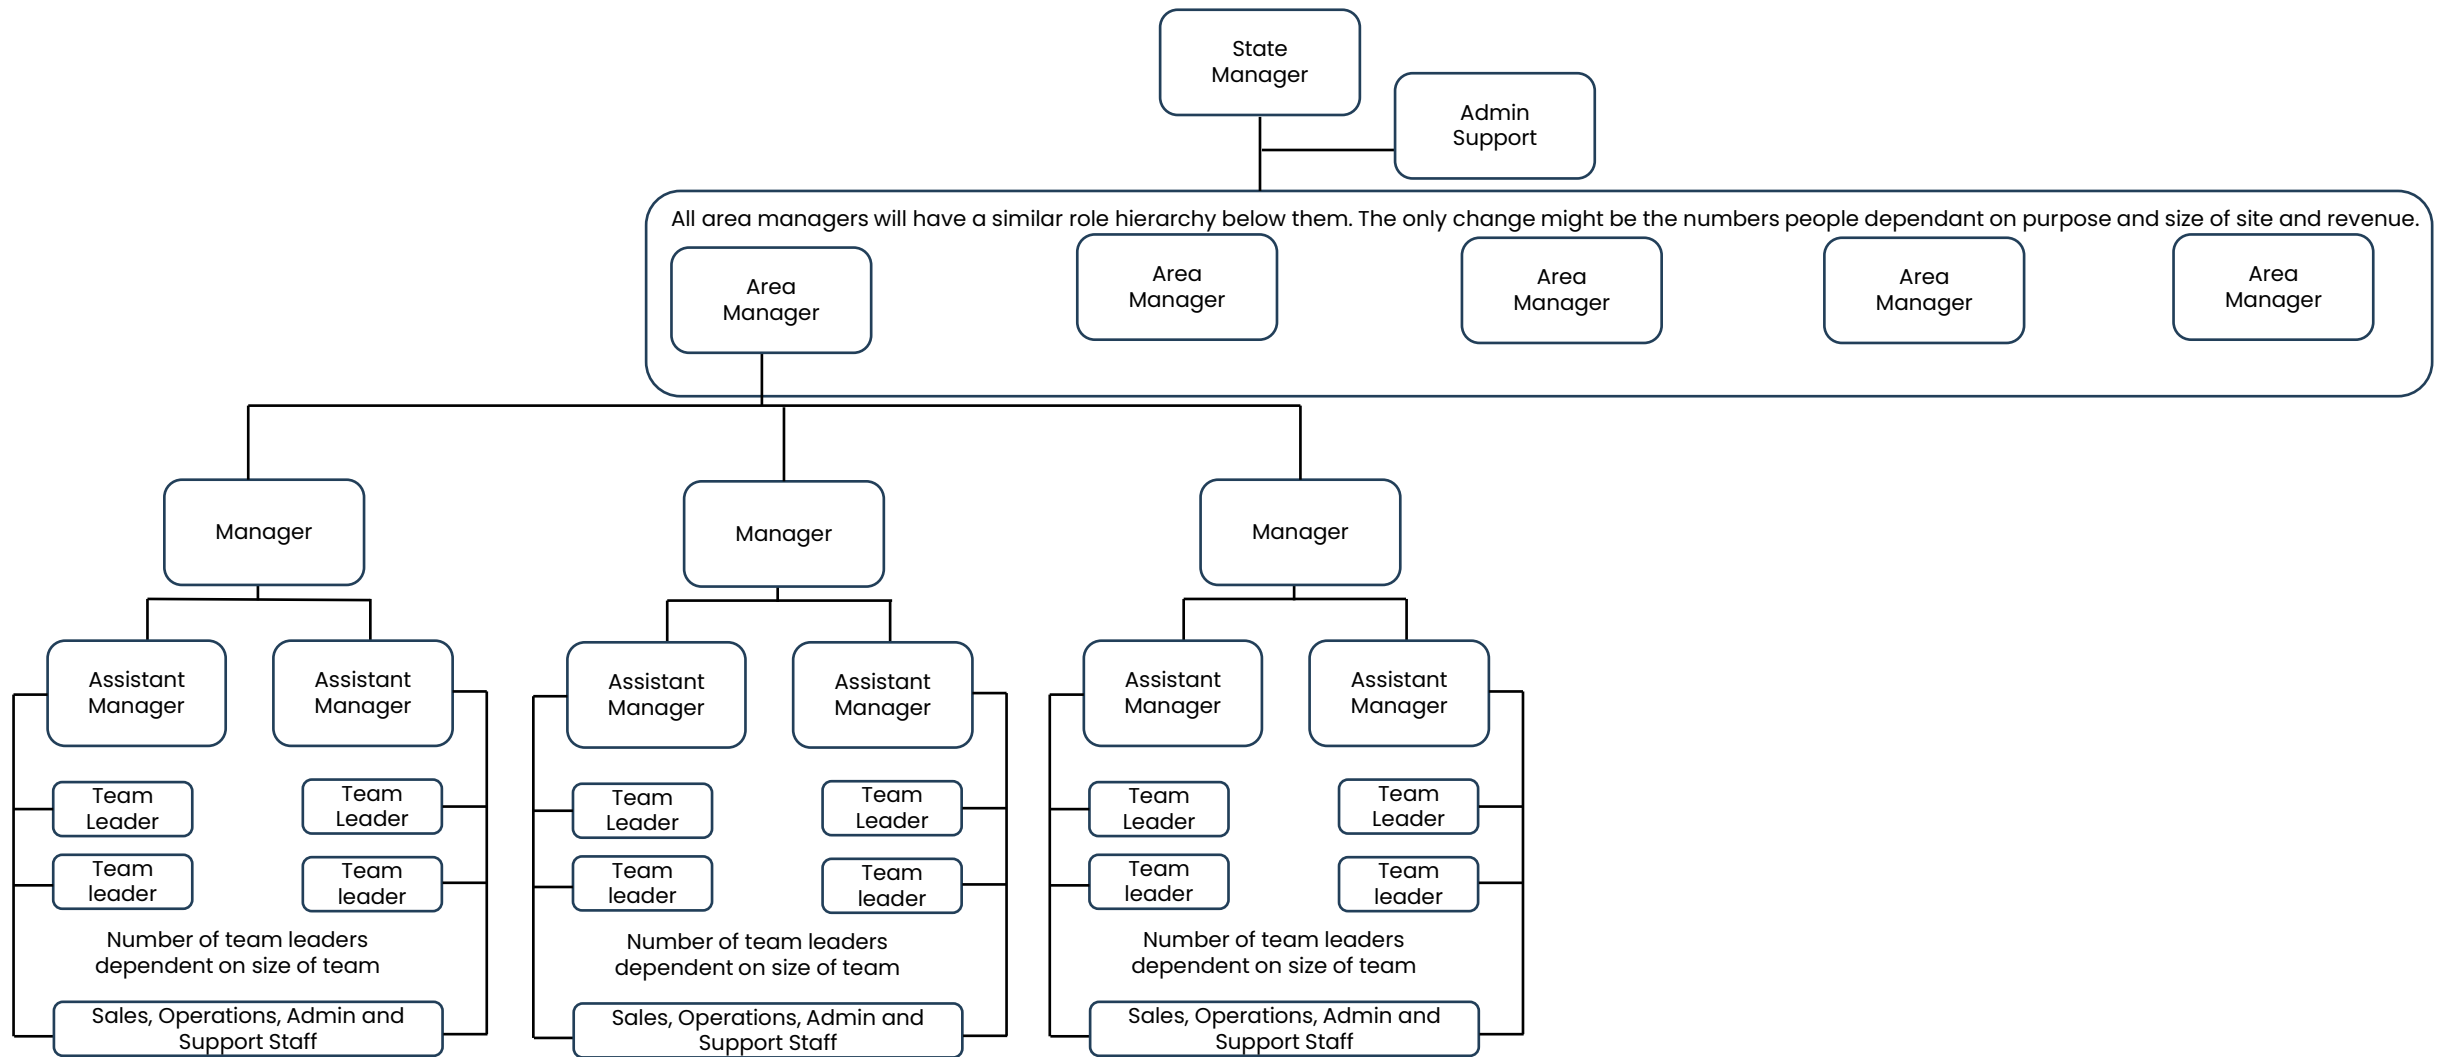 State
Manager
Admin
Support
All area managers will have a similar role hierarchy below them. The only change might be the numbers people dependant on purpose and size of site and revenue.
Area
Manager
Area
Manager
Area
Manager
Area
Manager
Area
Manager
Manager
Manager
Manager
Assistant
Manager
Assistant
Manager
Assistant
Manager
Assistant
Manager
Assistant
Manager
Assistant
Manager
Team
Leader
Team
Leader
Team
Leader
Team
Leader
Team
Leader
Team
Leader
Team
leader
Team
leader
Team
leader
Team
leader
Team
leader
Team
leader
Number of team leaders
dependent on size of team
Number of team leaders
dependent on size of team
Number of team leaders
dependent on size of team
Sales, Operations, Admin and
Support Staff
Sales, Operations, Admin and
Support Staff
Sales, Operations, Admin and
Support Staff